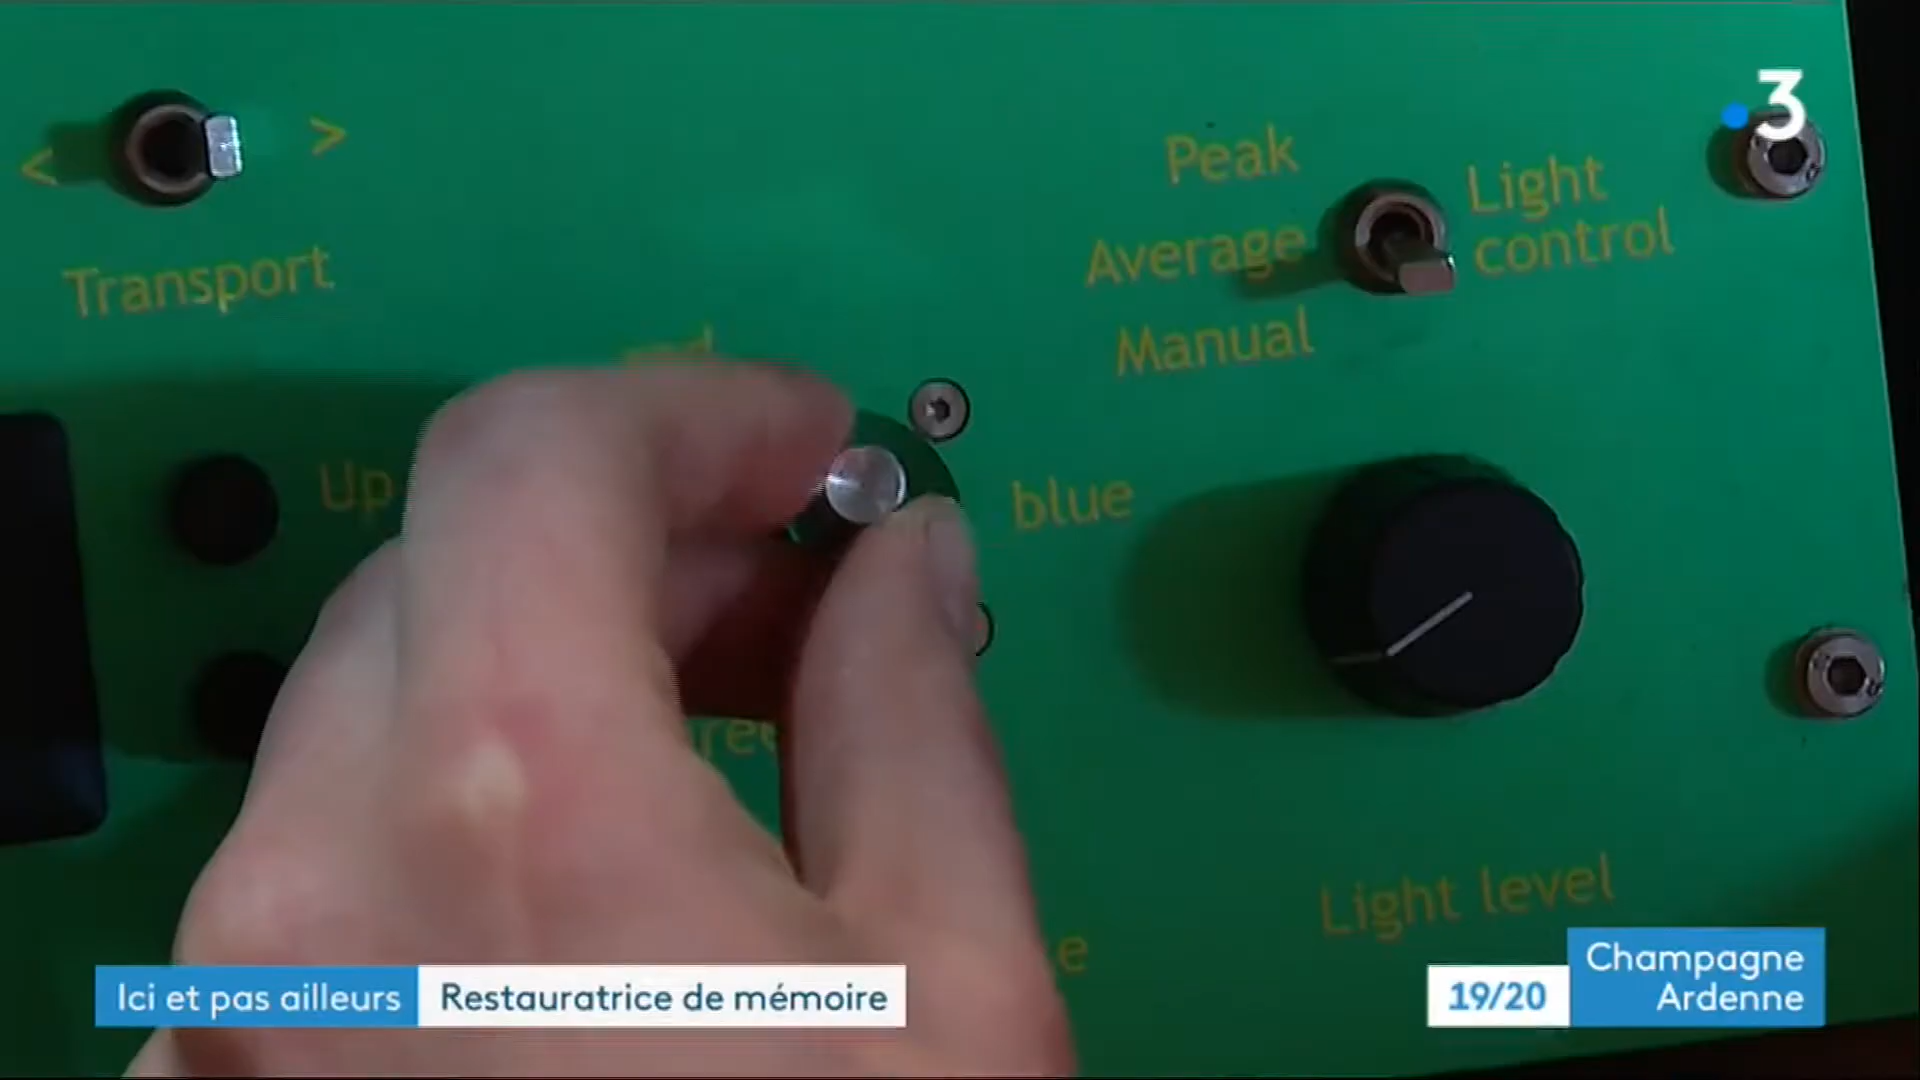 3
< >
Transport
Peak
Average
Manual
Light
control
Up
blue
Light level
Ici et pas ailleurs
Restauratrice de mémoire
19/20
Champagne
Ardenne